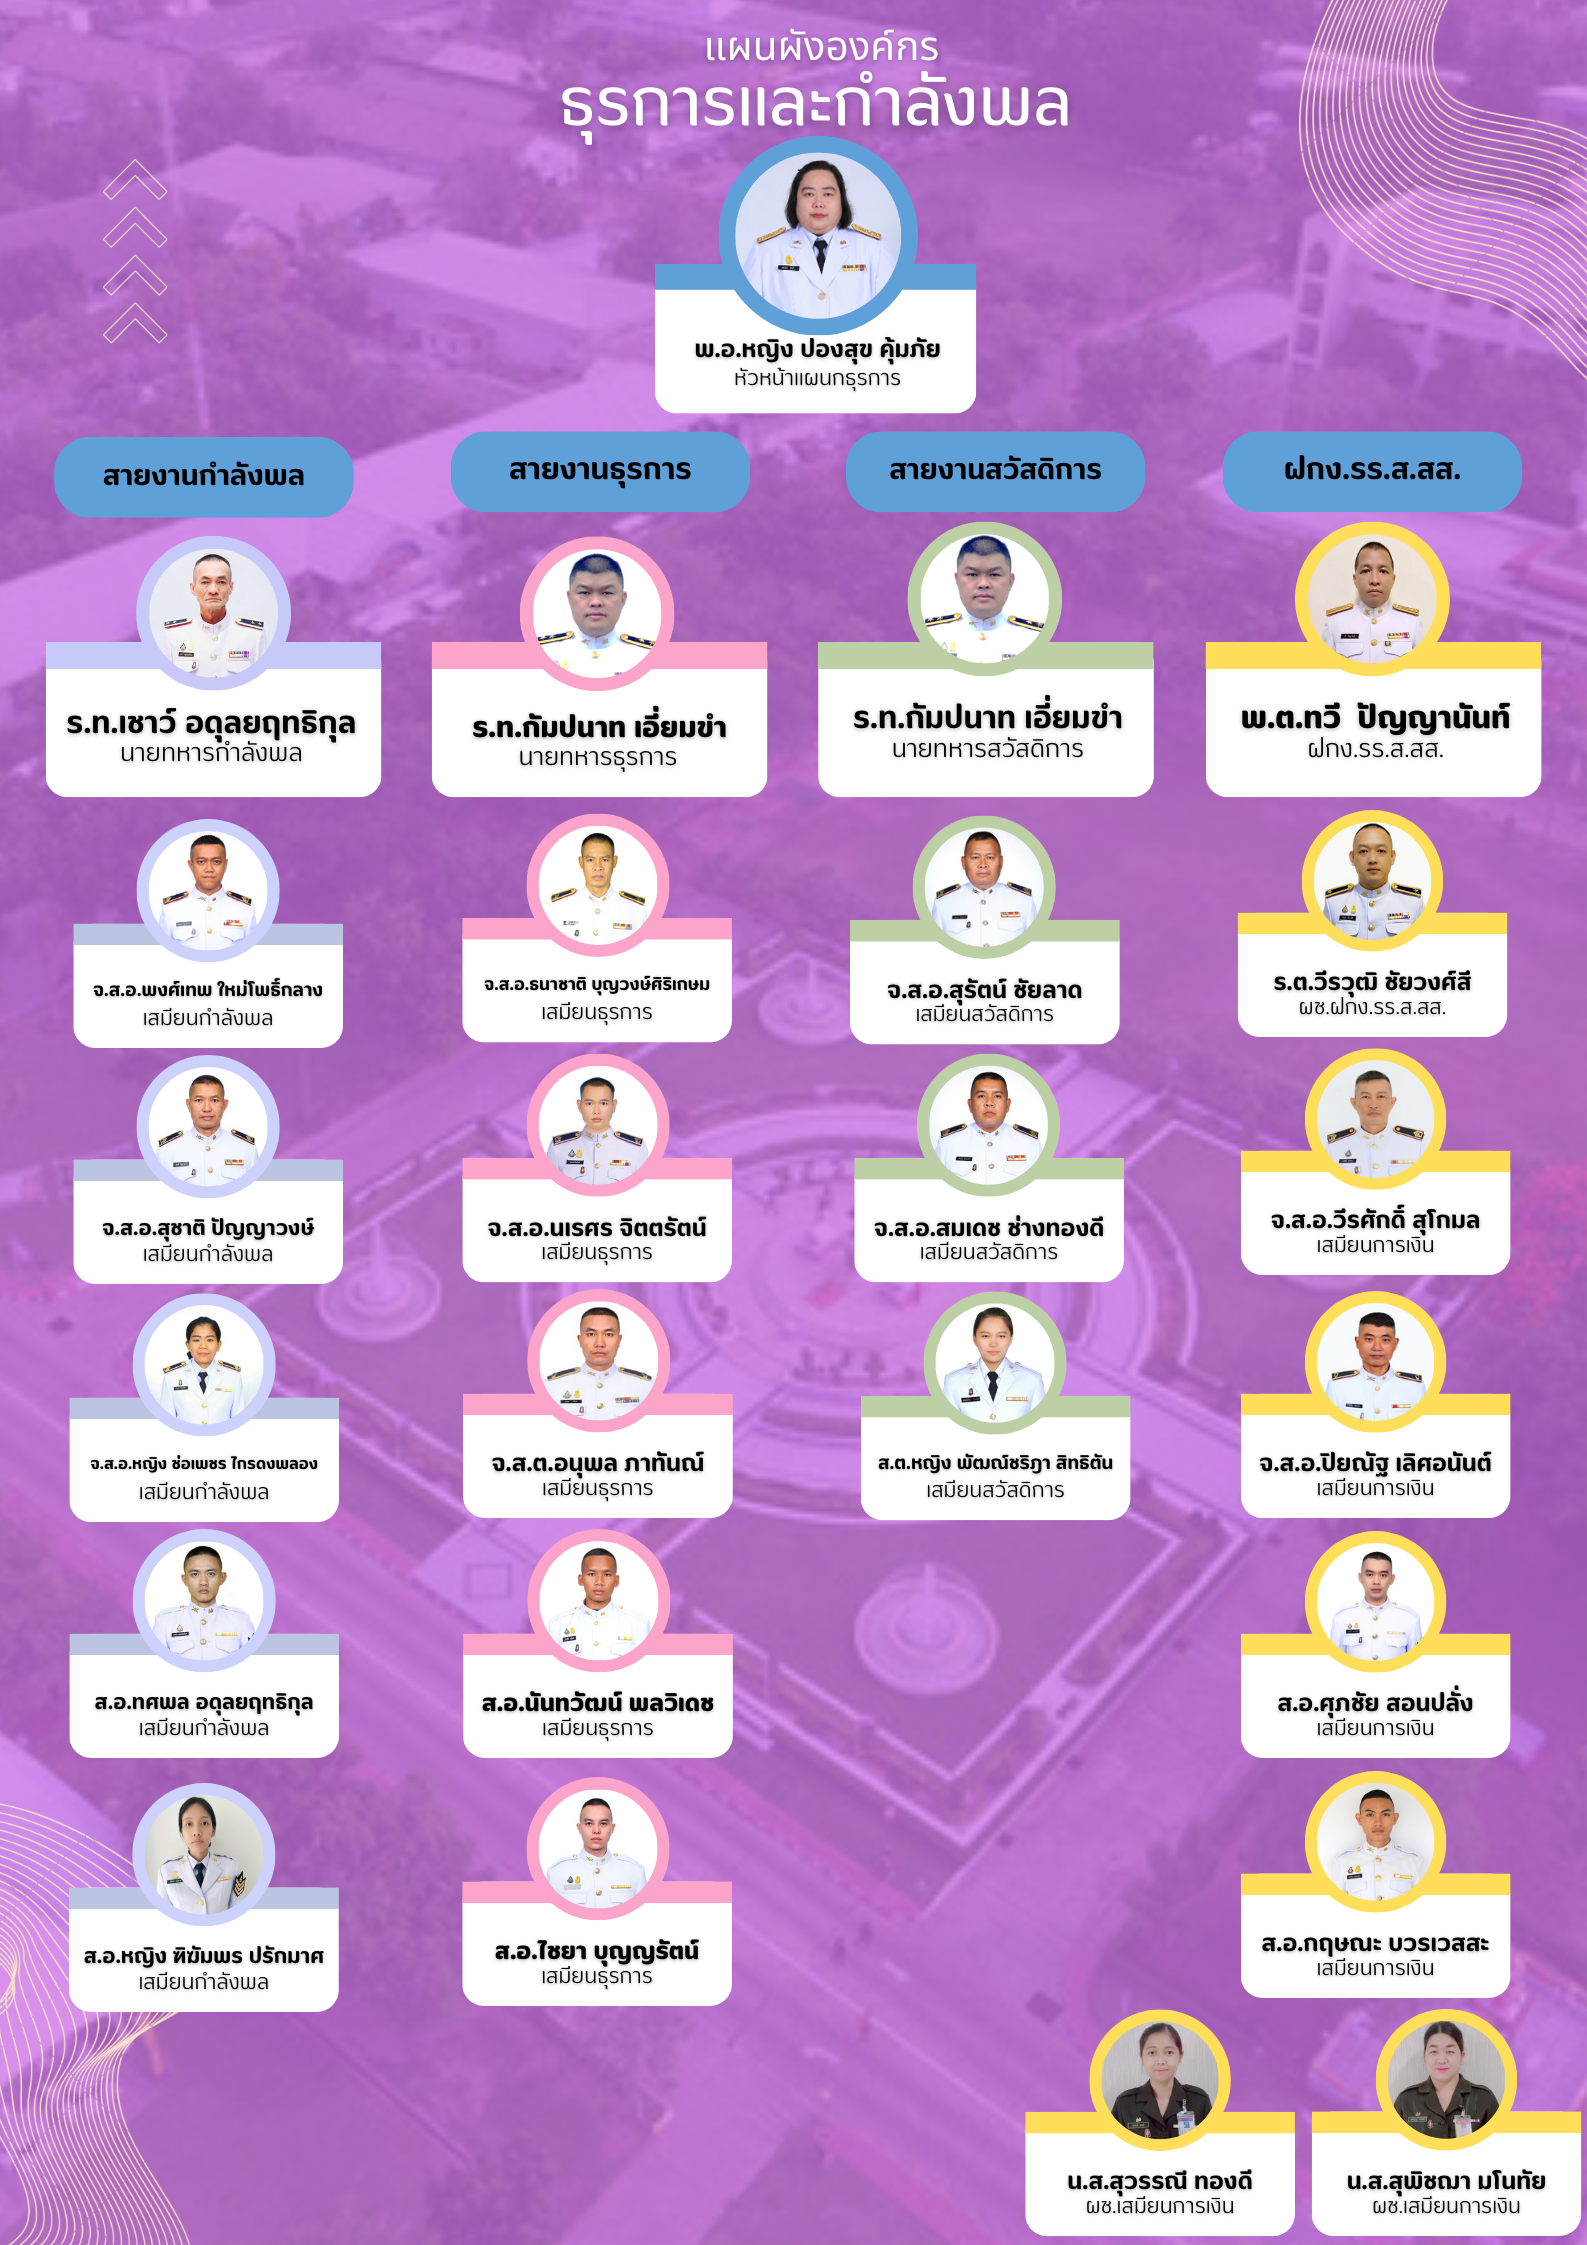 แผนผังองค์กร
ธุรการและกำลังพล
พ.อ.หญิง ปองสุข คุ้มภัย
หัวหน้าแผนกธุรการ
สายงานกำลังพล
สายงานธุรการ
สายงานสวัสดิการ
ฝกง.รร.ส.สส.
ร.ท.เชาว์ อดุลยฤทธิกุล
นายทหารกำลังพล
ร.ท.กัมปนาท เอี่ยมขำ
นายทหารธุรการ
ร.ท.กัมปนาท เอี่ยมขำ
นายทหารสวัสดิการ
พ.ต.ทวี ปัญญานันท์
ฝกง.รร.ส.สส.
จ.ส.อ.พงศ์เทพ ใหม่โพธิ์กลาง
เสมียนกำลังพล
จ.ส.อ.ธนาชาติ บุญวงษ์ศิริเกษม
เสมียนธุรการ
จ.ส.อ.สุรัตน์ ชัยลาด
เสมียนสวัสดิการ
ร.ต.วีรวุฒิ ชัยวงศ์สี
ผช.ฝกง.รร.ส.สส.
จ.ส.อ.สุชาติ ปัญญาวงษ์
เสมียนกำลังพล
จ.ส.อ.นเรศร จิตตรัตน์
เสมียนธุรการ
จ.ส.อ.สมเดช ช่างทองดี
เสมียนสวัสดิการ
จ.ส.อ.วีรศักดิ์ สุโกมล
เสมียนการเงิน
จ.ส.อ.หญิง ช่อเพชร ไกรดงพลอง
เสมียนกำลังพล
จ.ส.ต.อนุพล ภาทันณ์
เสมียนธุรการ
ส.ต.หญิง พัฒณ์ชริฎา สิทธิตัน
เสมียนสวัสดิการ
จ.ส.อ.ปิยณัฐ เลิศอนันต์
เสมียนการเงิน
ส.อ.ทศพล อดุลยฤทธิกุล
เสมียนกำลังพล
ส.อ.นันทวัฒน์ พลวิเดช
เสมียนธุรการ
ส.อ.ศุภชัย สอนปลั่ง
เสมียนการเงิน
ส.อ.หญิง ฑิฆัมพร ปรักมาศ
เสมียนกำลังพล
ส.อ.ไชยา บุญญรัตน์
เสมียนธุรการ
ส.อ.กฤษณะ บวรเวสสะ
เสมียนการเงิน
น.ส.สุวรรณี ทองดี
ผช.เสมียนการเงิน
น.ส.สุพิชฌา มโนทัย
ผช.เสมียนการเงิน